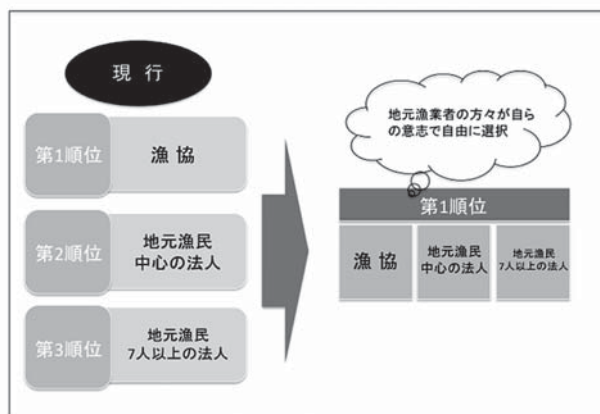 現 行
第1順位
漁 協
第2順位
地元漁民
中心の法人
第3順位
地元漁民
7人以上の法人
地元漁業者の方々が自ら
の意志で自由に選択
第1順位
漁 協
地元漁民
中心の法人
地元漁民
7人以上の法人